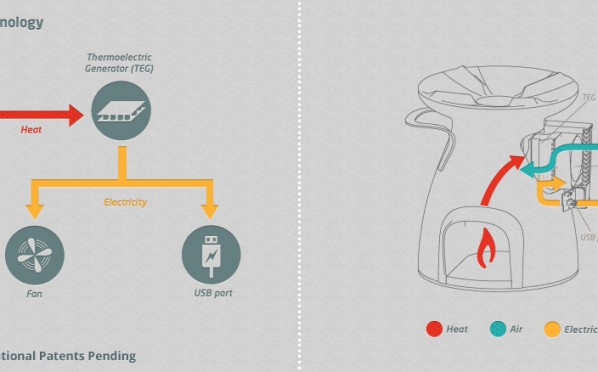 nology
Thermoelectric
Generator (TEG)
Heat
Electricity
Fan
USB port
tional Patents Pending
TEG
USB
Heat
Air
Electric